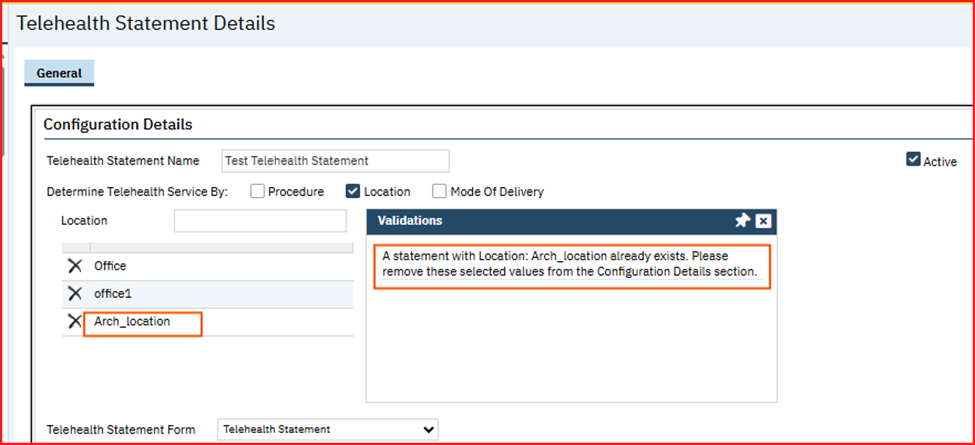 Telehealth Statement Details
General
Configuration Details
Telehealth Statement Name Test Telehealth Statement Active
Determine Telehealth Service By: Procedure Location Mode Of Delivery
Location
Validations
A statement with Location: Arch_location already exists. Please
remove these selected values from the Configuration Details section.
Office
office1
Arch_location
Telehealth Statement Form Telehealth Statement